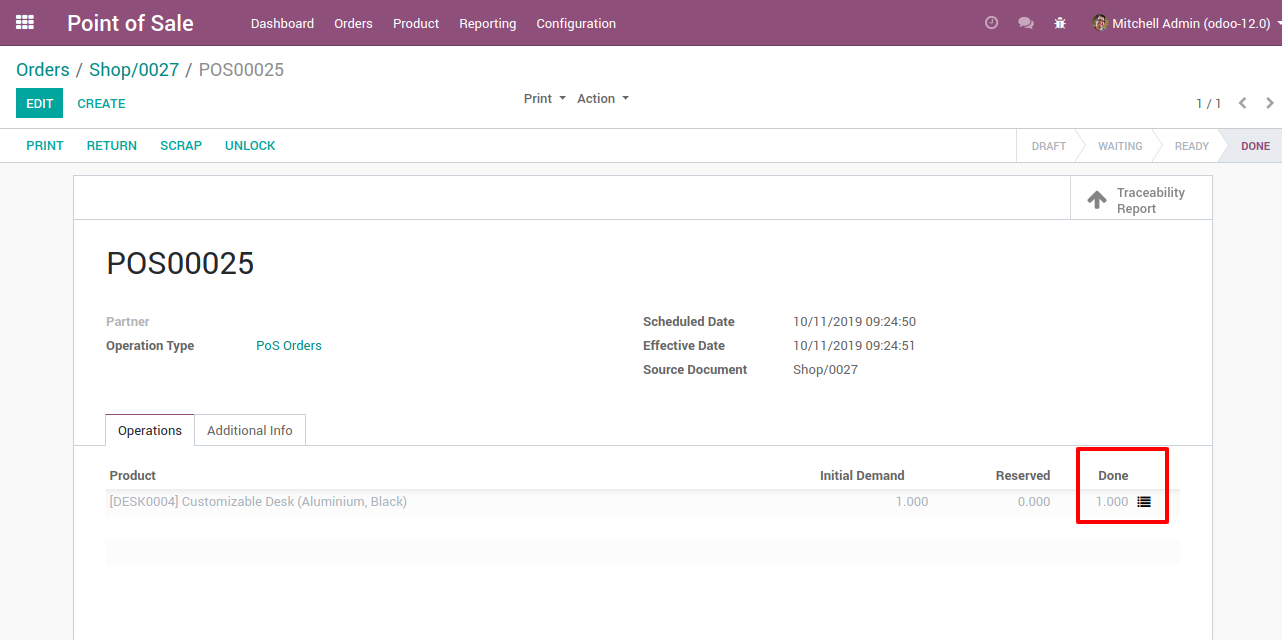 Point of Sale Dashboard Orders Product Reporting Configuration Mitchell Admin (odoo-12.0)
Orders / Shop/0027 / POS00025
EDIT CREATE Print Action 1 / 1
PRINT RETURN SCRAP UNLOCK DRAFT WAITING READY DONE
Traceability
Report
POS00025
Partner Scheduled Date 10/11/2019 09:24:50
Operation Type PoS Orders Effective Date 10/11/2019 09:24:51
Source Document Shop/0027
Operations Additional Info
Product Initial Demand Reserved Done
[DESK0004] Customizable Desk (Aluminium, Black) 1.000 0.000 1.000